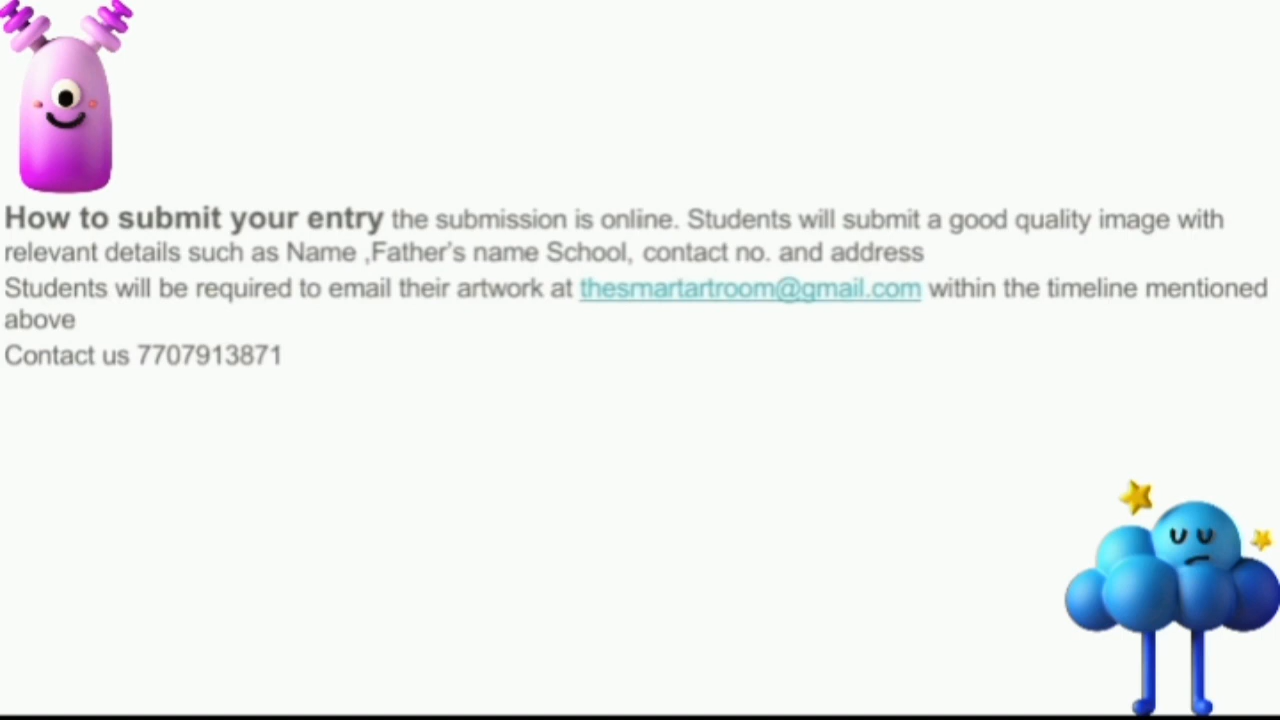 How to submit your entry the submission is online. Students will submit a good quality image with
relevant details such as Name ,Father's name School, contact no. and address
Students will be required to email their artwork at thesmartartroom@gmail.com within the timeline mentioned
above
Contact us 7707913871